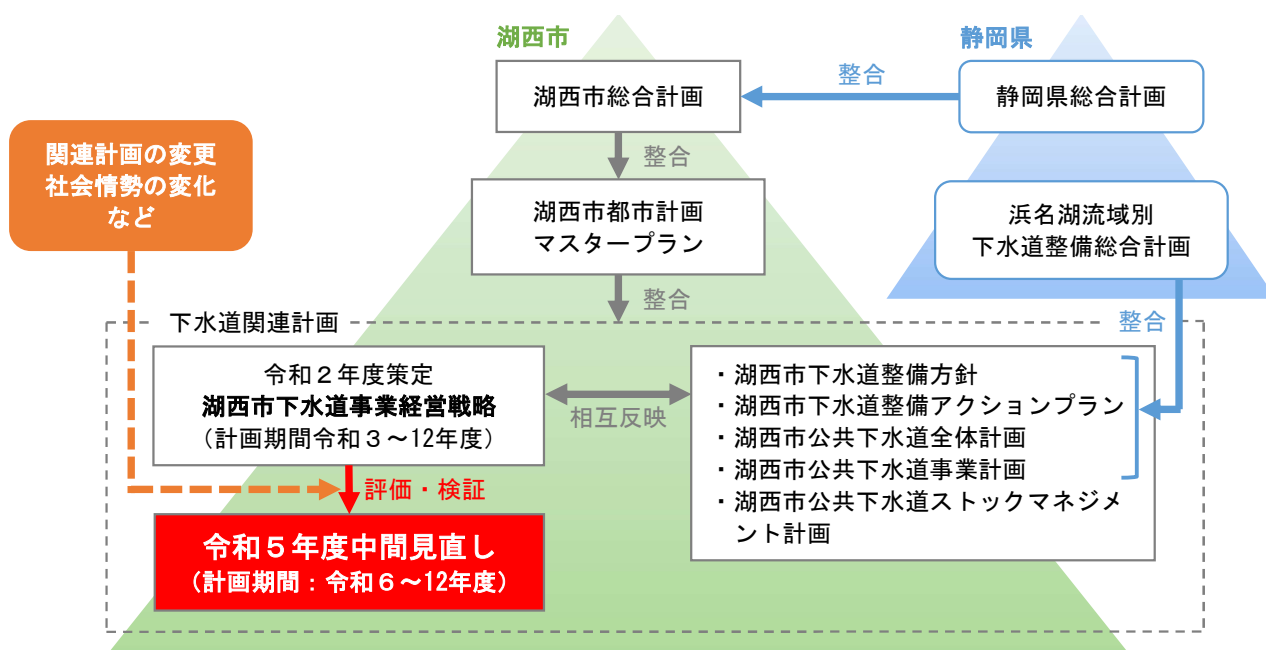 湖西市
静岡県
湖西市総合計画
整合
静岡県総合計画
整合
関連計画の変更
社会情勢の変化
など
湖西市都市計画
マスタープラン
浜名湖流域別
下水道整備総合計画
整合
整合
下水道関連計画
令和２年度策定
湖西市下水道事業経営戦略
（計画期間令和３～12年度）
相互反映
・湖西市下水道整備方針
・湖西市下水道整備アクションプラン
・湖西市公共下水道全体計画
・湖西市公共下水道事業計画
・湖西市公共下水道ストックマネジメ
ント計画
評価・検証
令和５年度中間見直し
（計画期間：令和６～12年度）